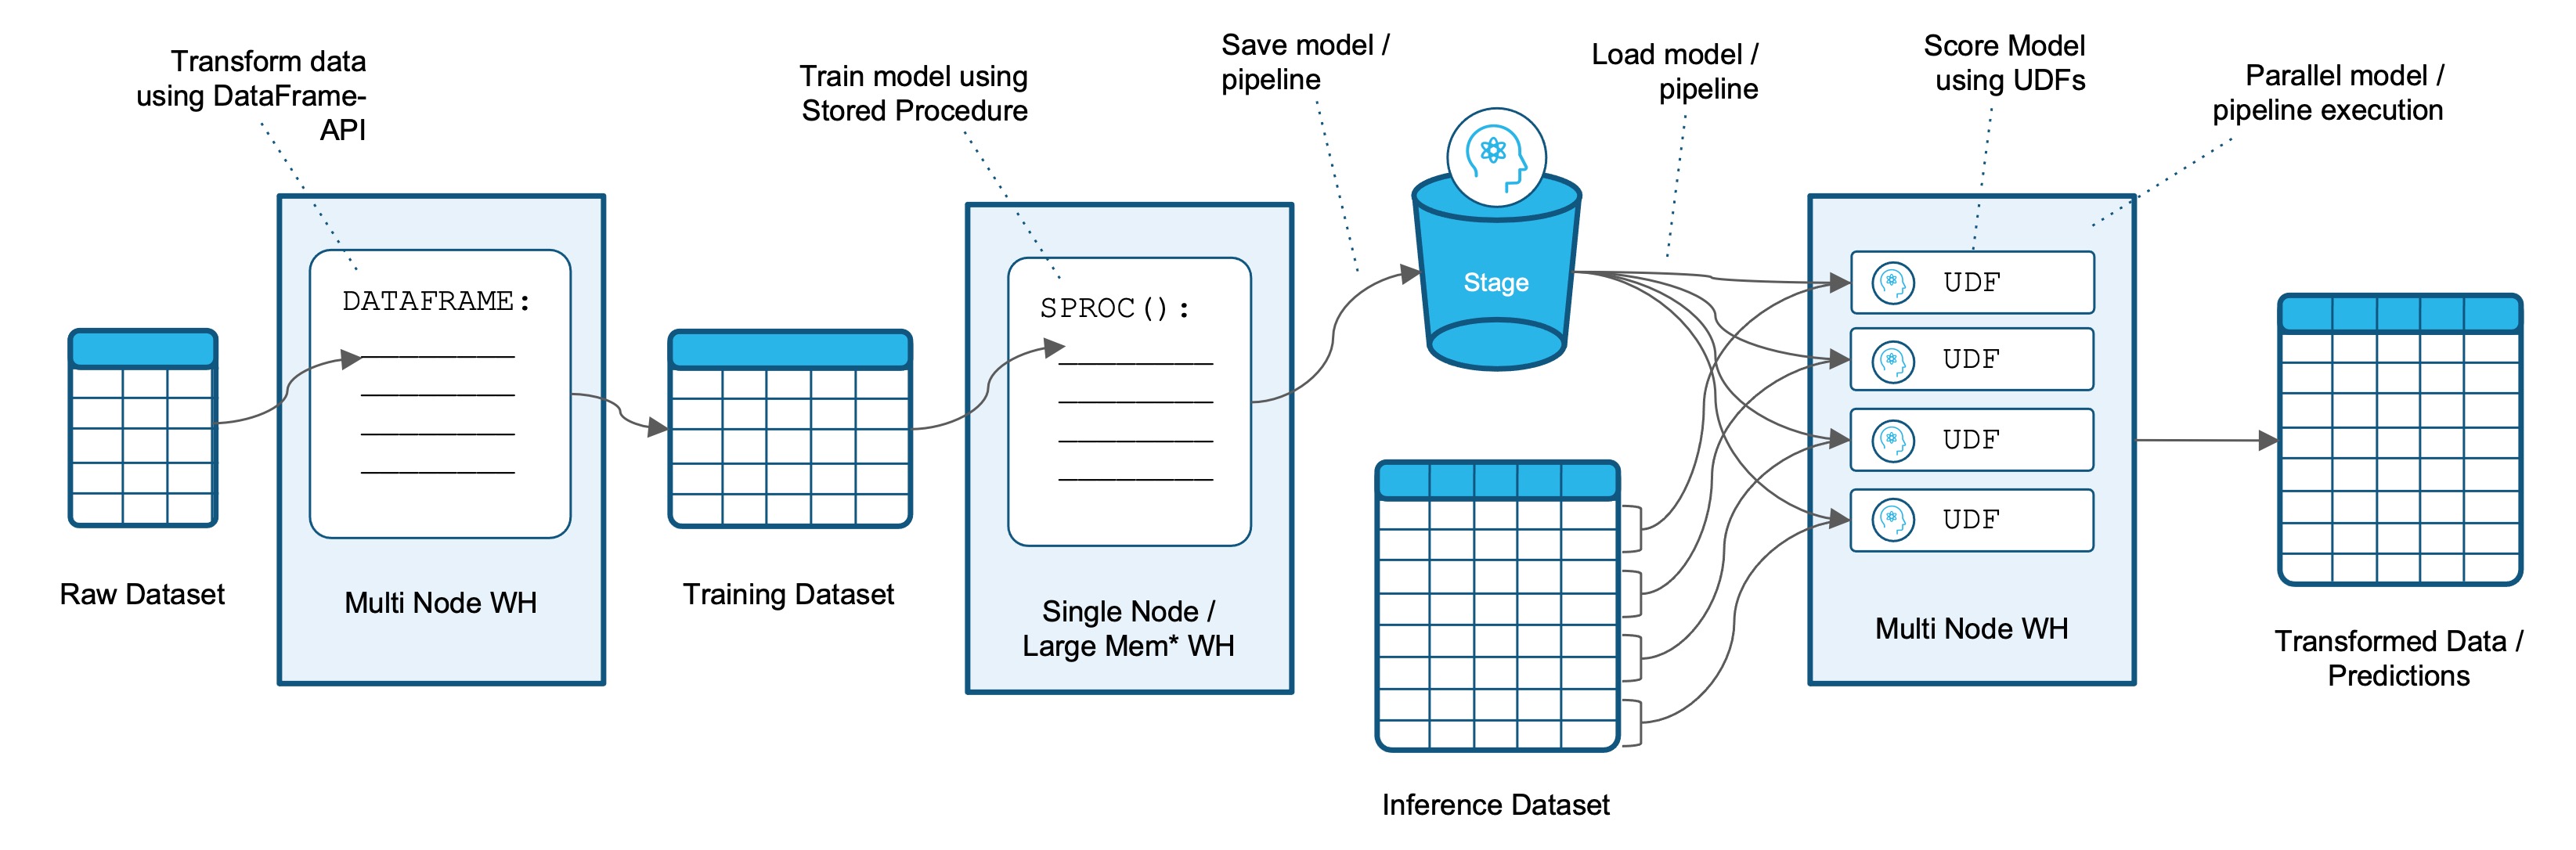 Transform data
using DataFrame-
API
Train model using
Stored Procedure
Save model /
pipeline
Load model /
pipeline
Score Model
using UDFs
Parallel model /
pipeline execution
DATAFRAME:
Raw Dataset
Multi Node WH
Training Dataset
SPROC():
Single Node /
Large Mem* WH
Stage
Inference Dataset
UDF
UDF
UDF
UDF
Multi Node WH
Transformed Data /
Predictions